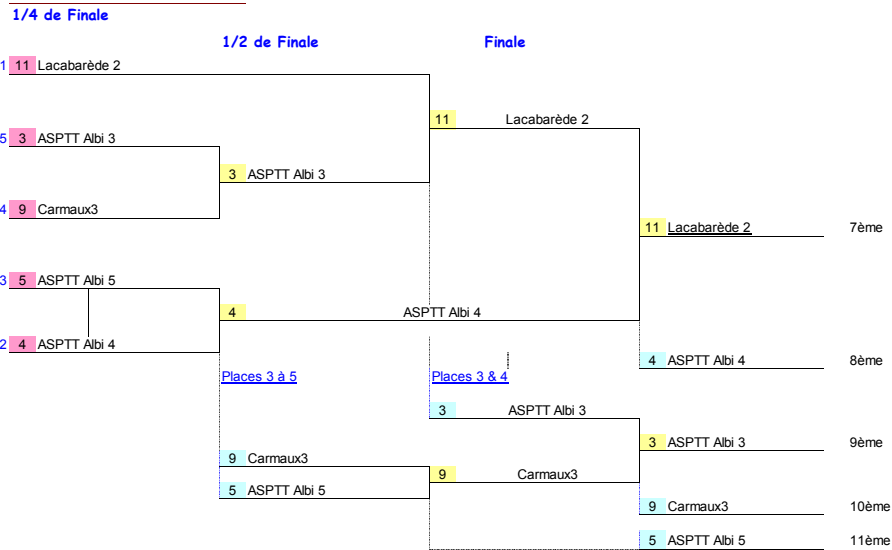 1/4 de Finale
1/2 de Finale Finale
1 11 Lacabarède 2
11 Lacabarède 2
5 3 ASPTT Albi 3
3 ASPTT Albi 3
4 9 Carmaux3
11 Lacabarède 2 7ème
3 5 ASPTT Albi 5
4 ASPTT Albi 4
2 4 ASPTT Albi 4
4 ASPTT Albi 4 8ème
Places 3 à 5 Places 3 & 4
3 ASPTT Albi 3
3 ASPTT Albi 3 9ème
9 Carmaux3
9 Carmaux3
5 ASPTT Albi 5
9 Carmaux3 10ème
5 ASPTT Albi 5 11ème